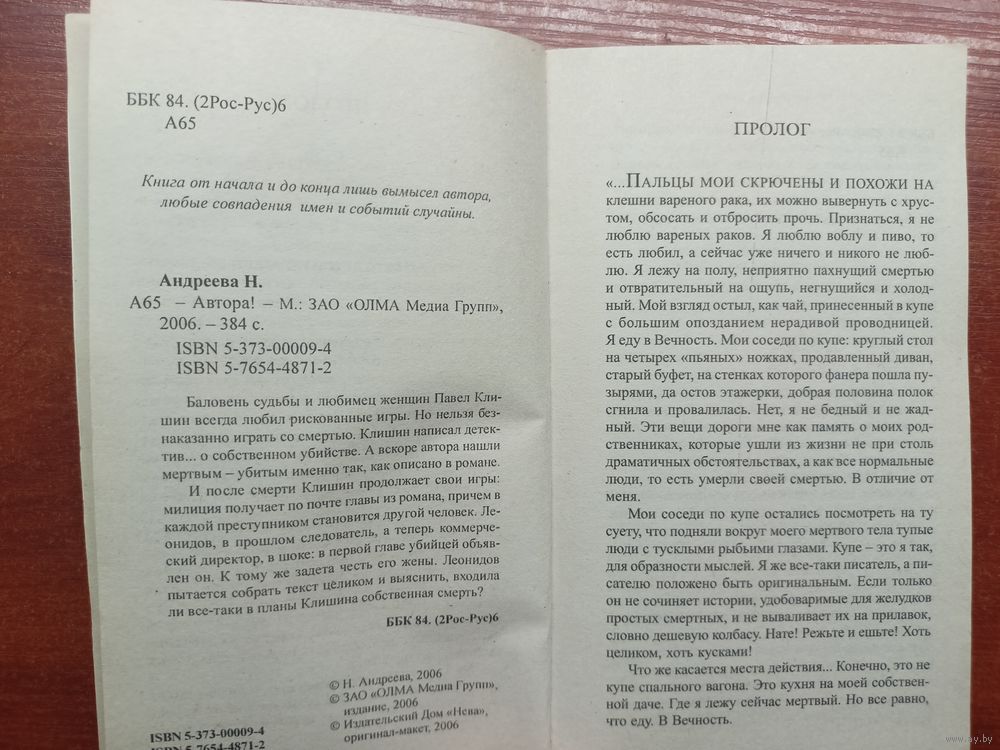 ББК 84. (2Рос-Рус)6
А65
Книга от начала и до конца лишь вымысел автора,
любые совпадения имен и событий случайны.
Андреева Н.
А65 – Автора! – М.: ЗАО «ОЛМА Медиа Групп»,
2006. – 384 с.
ISBN 5-373-00009-4
ISBN 5-7654-4871-2
Баловень судьбы и любимец женщин Павел Кли-
шин всегда любил рискованные игры. Но нельзя без-
наказанно играть со смертью. Клишин написал детек-
тив... о собственном убийстве. А вскоре автора нашли
мертвым – убитым именно так, как описано в романе.
И после смерти Клишин продолжает свои игры:
милиция получает по почте главы из романа, причем в
каждой преступником становится другой человек. Ле-
онидов, в прошлом следователь, а теперь коммерче-
ский директор, в шоке: в первой главе убийцей объяв-
лен он. К тому же задета честь его жены. Леонидов
пытается собрать текст целиком и выяснить, входила
ли все-таки в планы Клишина собственная смерть?
ББК 84. (2Рос-Рус)6
© Н. Андреева, 2006
© ЗАО «ОЛМА Медиа Групп»,
издание, 2006
© Издательский Дом «Нева»,
оригинал-макет, 2006
ISBN 5-373-00009-4
ISBN 5-7654-4871-2
ПРОЛОГ
«...ПАЛЬЦЫ МОИ СКРЮЧЕНЫ И ПОХОЖИ НА
клешни вареного рака, их можно вывернуть с хрус-
том, обсосать и отбросить прочь. Признаться, я не
люблю вареных раков. Я люблю воблу и пиво, то
есть любил, а сейчас уже ничего и никого не люб-
лю. Я лежу на полу, неприятно пахнущий смертью
и отвратительный на ощупь, негнущийся и холод-
ный. Мой взгляд остыл, как чай, принесенный в купе
с большим опозданием нерадивой проводницей.
Я еду в Вечность. Мои соседи по купе: круглый стол
на четырех «пьяных» ножках, продавленный диван,
старый буфет, на стенках которого фанера пошла пу-
зырями, да остов этажерки, добрая половина полок
сгнила и провалилась. Нет, я не бедный и не жад-
ный. Эти вещи дороги мне как память о моих род-
ственниках, которые ушли из жизни не при столь
драматичных обстоятельствах, а как все нормальные
люди, то есть умерли своей смертью. В отличие от
меня.
Мои соседи по купе остались посмотреть на ту
суету, что подняли вокруг моего мертвого тела тупые
люди с тусклыми рыбьими глазами. Купе – это я так,
для образности мыслей. Я же все-таки писатель, а пи-
сателю положено быть оригинальным. Если только
он не сочиняет истории, удобоваримые для желудков
простых смертных, и не вываливает их на прилавок,
словно дешевую колбасу. Нате! Режьте и ешьте! Хоть
целиком, хоть кусками!
Что же касается места действия... Конечно, это не
купе спального вагона. Это кухня на моей собствен-
ной даче. Где я лежу сейчас мертвый. Но все равно,
что еду. В Вечность.
www.ay.by